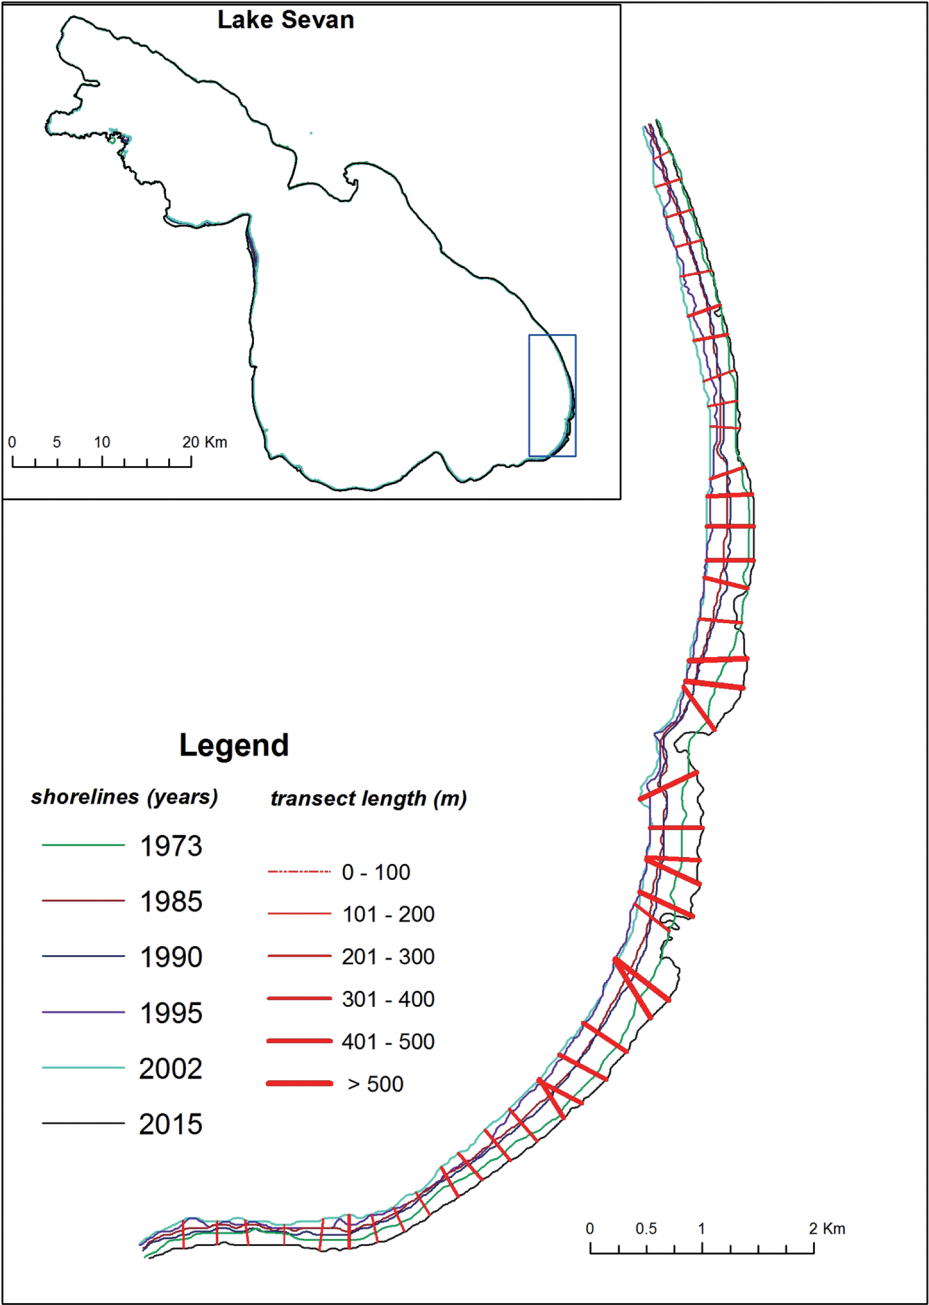 Lake Sevan
0 5 10 20 Km
Legend
shorelines (years)
1973
1985
1990
1995
2002
2015
transect length (m)
0 - 100
101 - 200
201 - 300
301 - 400
401 - 500
> 500
0 0.5 1 2 Km